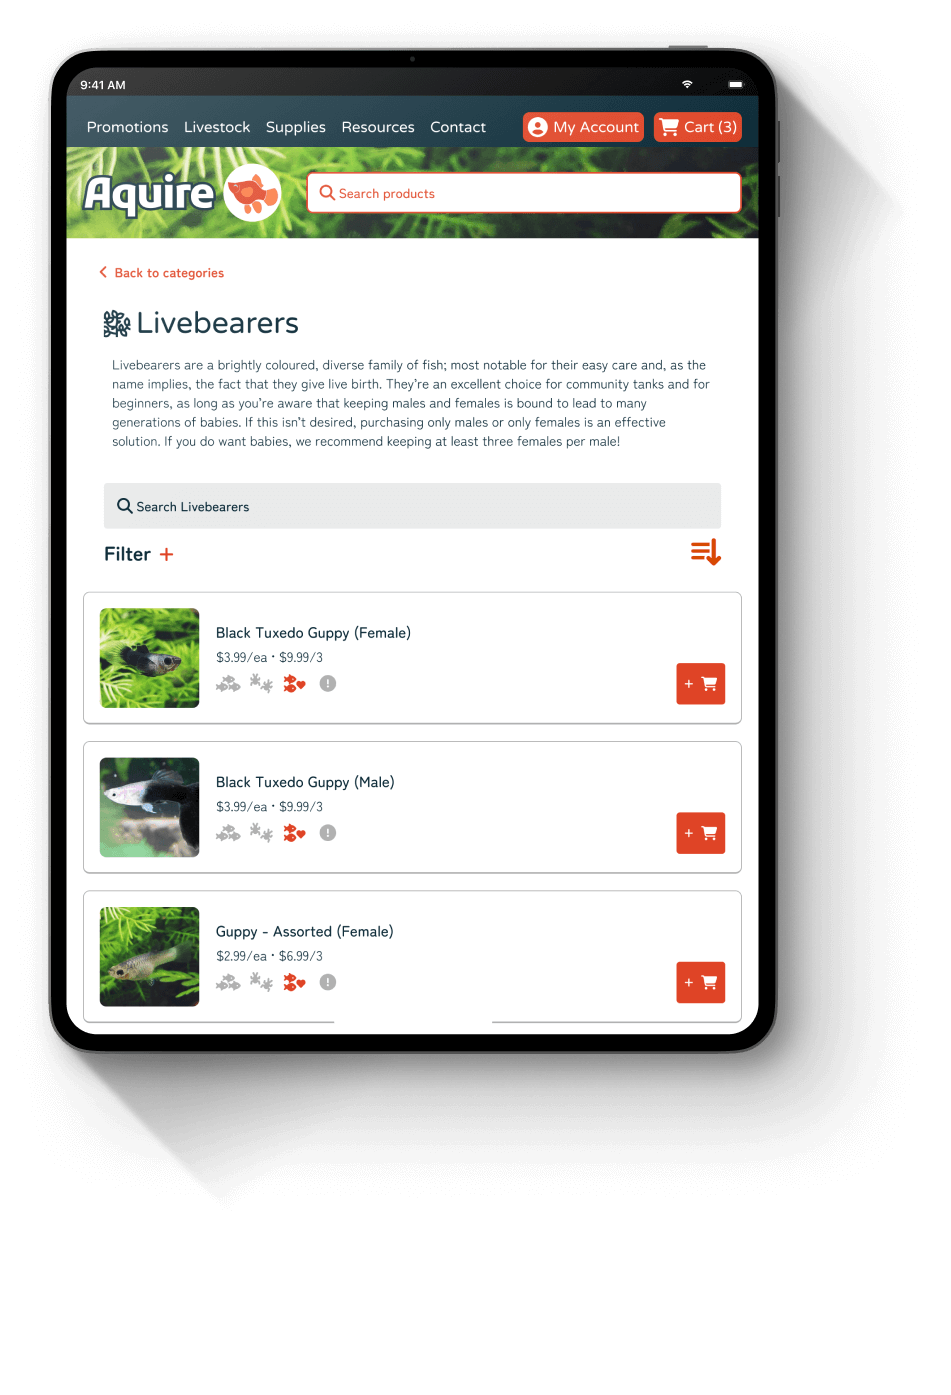 9:41 AM
Promotions Livestock Supplies Resources Contact My Account Cart (3)
Aquire
Search products
Back to categories
Livebearers
Livebearers are a brightly coloured, diverse family of fish; most notable for their easy care and, as the
name implies, the fact that they give live birth. They're an excellent choice for community tanks and for
beginners, as long as you're aware that keeping males and females is bound to lead to many
generations of babies. If this isn't desired, purchasing only males or only females is an effective
solution. If you do want babies, we recommend keeping at least three females per male!
Search Livebearers
Filter +
Black Tuxedo Guppy (Female)
$3.99/ea • $9.99/3
+
Black Tuxedo Guppy (Male)
$3.99/ea • $9.99/3
+
Guppy - Assorted (Female)
$2.99/ea • $6.99/3
+